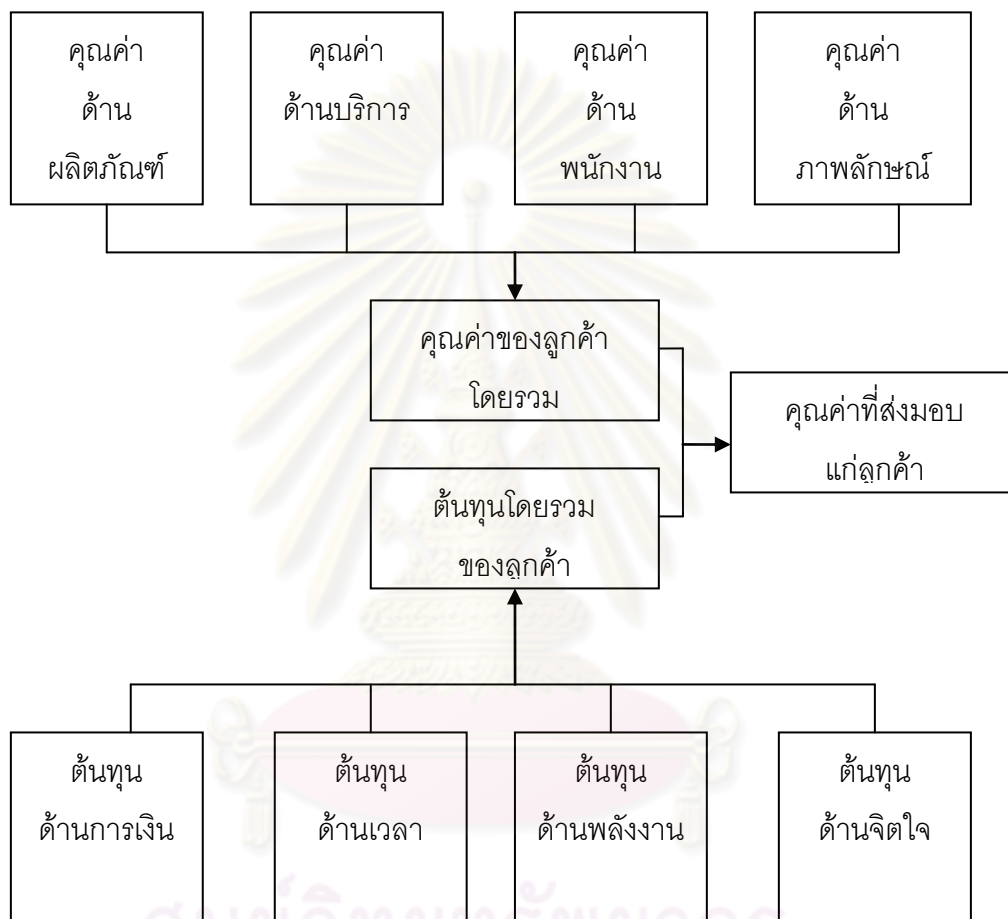 คุณค่า
ด้าน
ผลิตภัณฑ์
คุณค่า
ด้านบริการ
คุณค่า
ด้าน
พนักงาน
คุณค่า
ด้าน
ภาพลักษณ์
คุณค่าของลูกค้า
โดยรวม
คุณค่าที่ส่งมอบ
แก่ลูกค้า
ต้นทุนโดยรวม
ของลูกค้า
ต้นทุน
ด้านการเงิน
ต้นทุน
ด้านเวลา
ต้นทุน
ด้านพลังงาน
ต้นทุน
ด้านจิตใจ